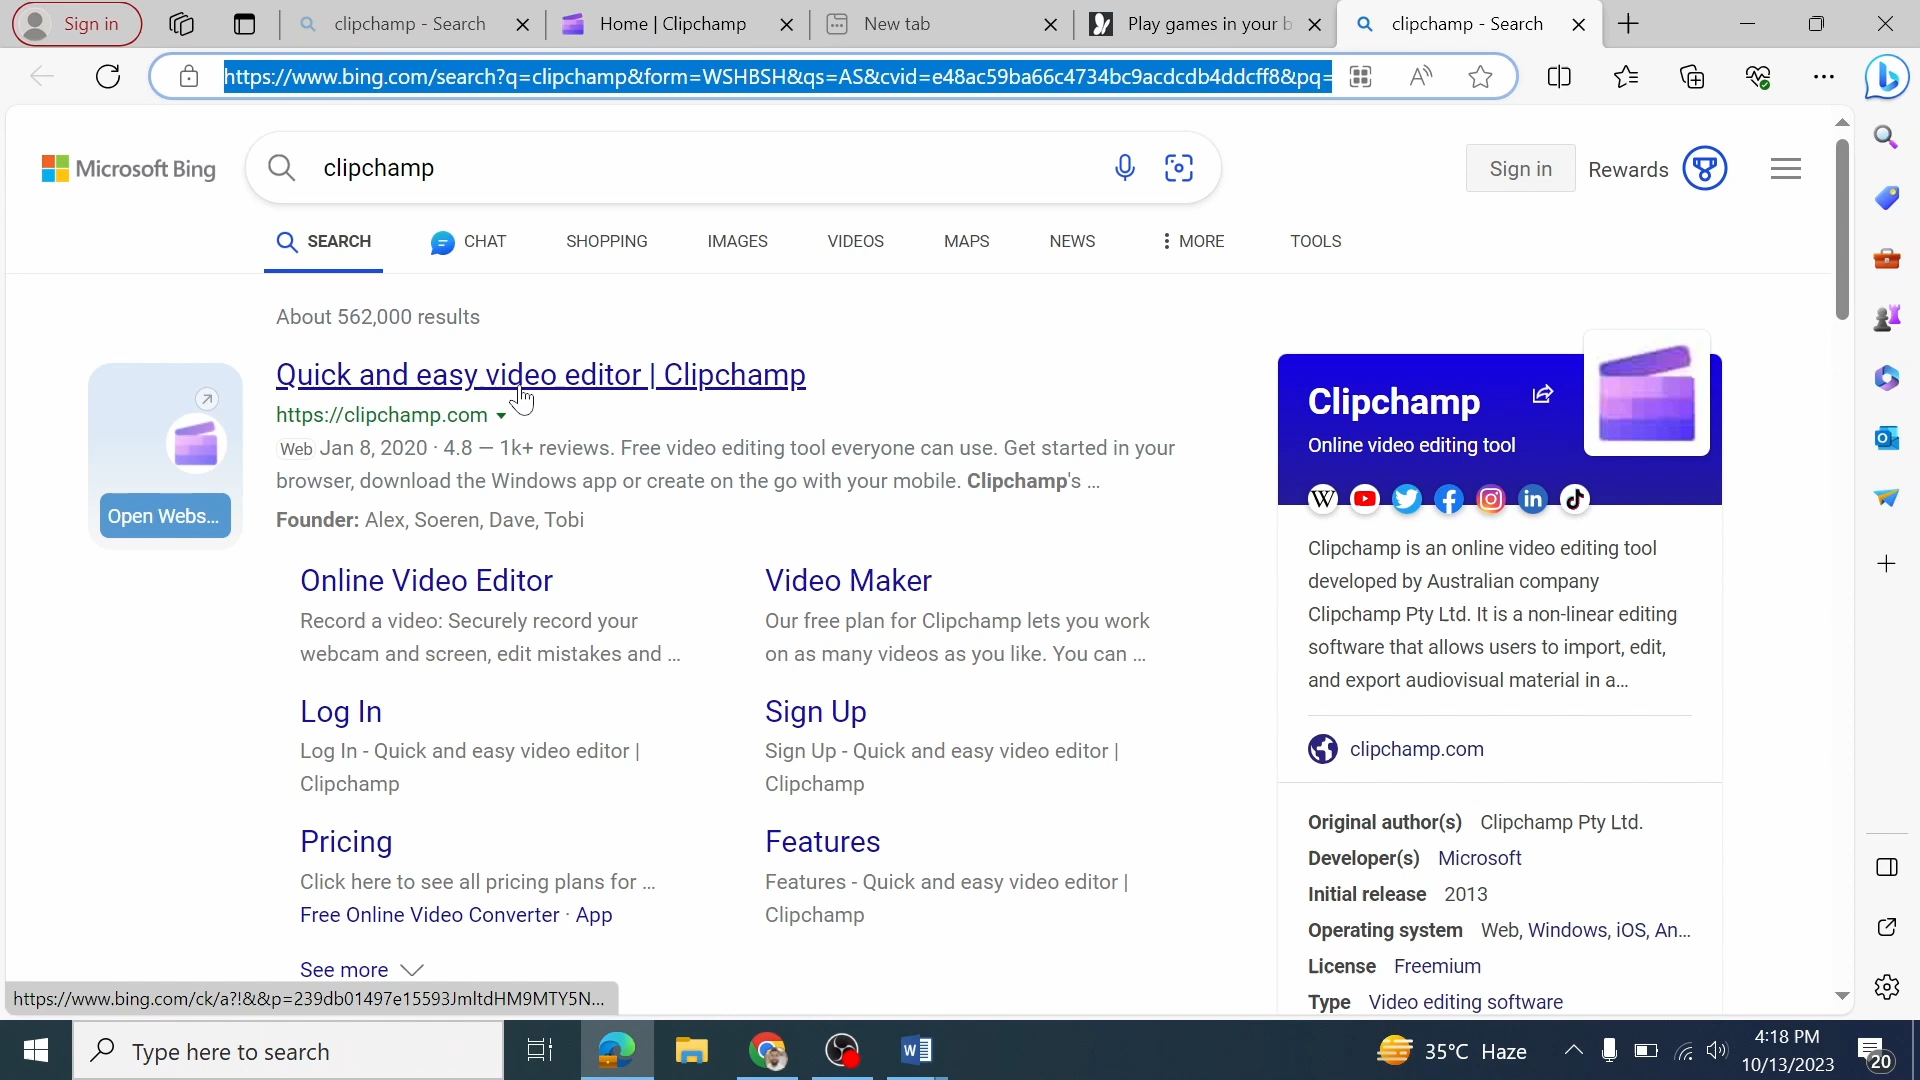 Sign in
clipchamp - Search
Home | Clipchamp
New tab
Play games in your b
clipchamp - Search
https://www.bing.com/search?q=clipchamp&form=WSHBSH&qs=AS&cvid=e48ac59ba66c4734bc9acdcdb4ddcff8&pq=
Microsoft Bing
clipchamp
Sign in
Rewards
SEARCH
CHAT
SHOPPING
IMAGES
VIDEOS
MAPS
NEWS
MORE
TOOLS
About 562,000 results
Open Webs...
Quick and easy video editor | Clipchamp
https://clipchamp.com
Web Jan 8, 2020 · 4.8 — 1k+ reviews. Free video editing tool everyone can use. Get started in your
browser, download the Windows app or create on the go with your mobile. Clipchamp's ...
Founder: Alex, Soeren, Dave, Tobi
Online Video Editor
Record a video: Securely record your
webcam and screen, edit mistakes and ...
Video Maker
Our free plan for Clipchamp lets you work
on as many videos as you like. You can ...
Log In
Log In - Quick and easy video editor |
Clipchamp
Sign Up
Sign Up - Quick and easy video editor |
Clipchamp
Pricing
Click here to see all pricing plans for ...
Free Online Video Converter · App
Features
Features - Quick and easy video editor |
Clipchamp
See more
Clipchamp
Online video editing tool
W
Clipchamp is an online video editing tool
developed by Australian company
Clipchamp Pty Ltd. It is a non-linear editing
software that allows users to import, edit,
and export audiovisual material in a...
clipchamp.com
Original author(s) Clipchamp Pty Ltd.
Developer(s) Microsoft
Initial release 2013
Operating system Web, Windows, iOS, An...
License Freemium
Type Video editing software
https://www.bing.com/ck/a?!&&p=239db01497e15593JmltdHM9MTY5N...
Type here to search
35°C Haze
4:18 PM
10/13/2023
20